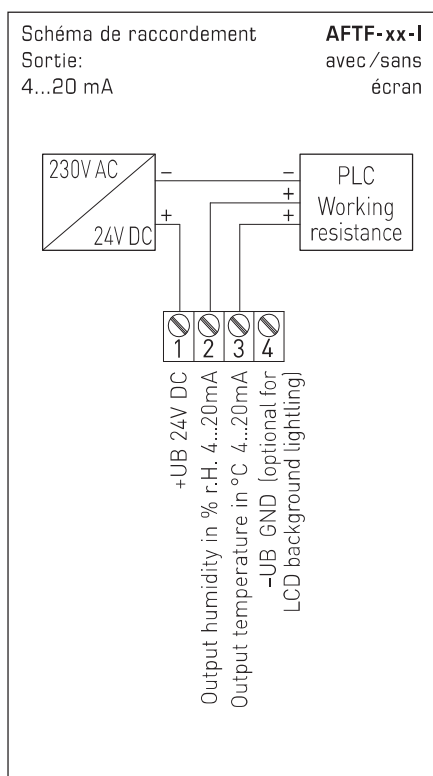 Schéma de raccordement AFTF-xx-I
Sortie: avec/sans
4...20 mA écran
230V AC
24V DC
–
+
–
+
+
PLC
Working
resistance
1 2 3 4
+UB 24V DC
Output humidity in % r.H. 4...20mA
Output temperature in °C 4...20mA
-UB GND (optional for
LCD background lightling)